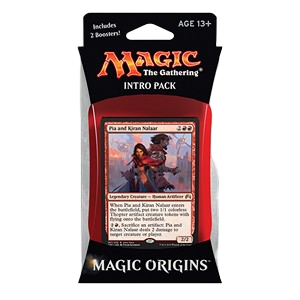 Includes
2 Boosters!
AGE 13+
MAGIC
The Gathering®
INTRO PACK
Pia and Kiran Nalaar
2
Legendary Creature — Human Artificer
When Pia and Kiran Nalaar enters
the battlefield, put two 1/1 colorless
Thopter artifact creature tokens with
flying onto the battlefield.
2 , Sacrifice an artifact: Pia and Kiran
Nalaar deals 2 damage to
target creature or player.
2/2
MAGIC ORIGINS™